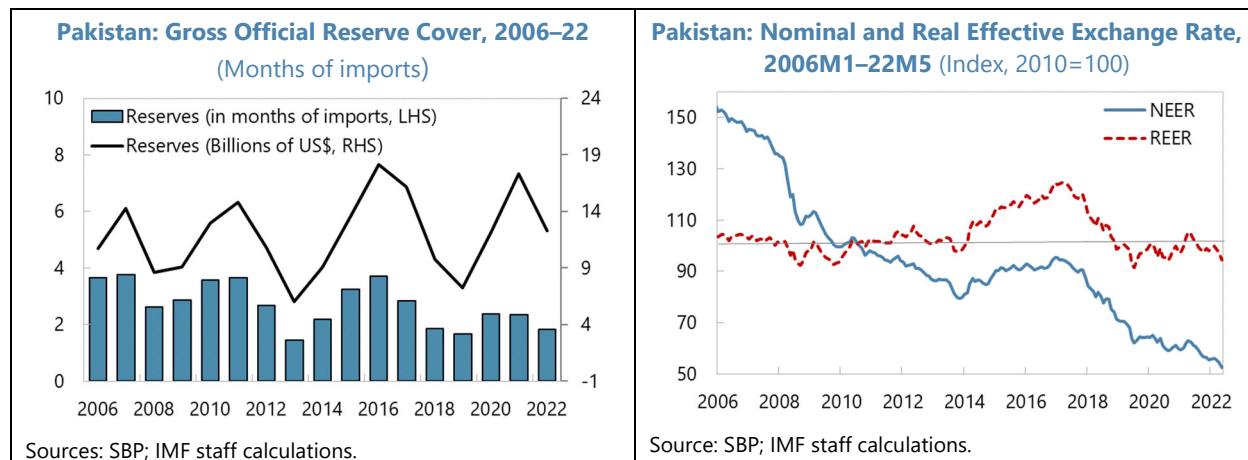 Pakistan: Gross Official Reserve Cover, 2006–22
(Months of imports)
10
8
6
4
2
0
24
19
14
9
4
-1
Reserves (in months of imports, LHS)
Reserves (Billions of US$, RHS)
2006 2008 2010 2012 2014 2016 2018 2020 2022
Sources: SBP; IMF staff calculations.
Pakistan: Nominal and Real Effective Exchange Rate,
2006M1–22M5 (Index, 2010=100)
150
130
110
90
70
50
NEER
REER
2006 2008 2010 2012 2014 2016 2018 2020 2022
Source: SBP; IMF staff calculations.